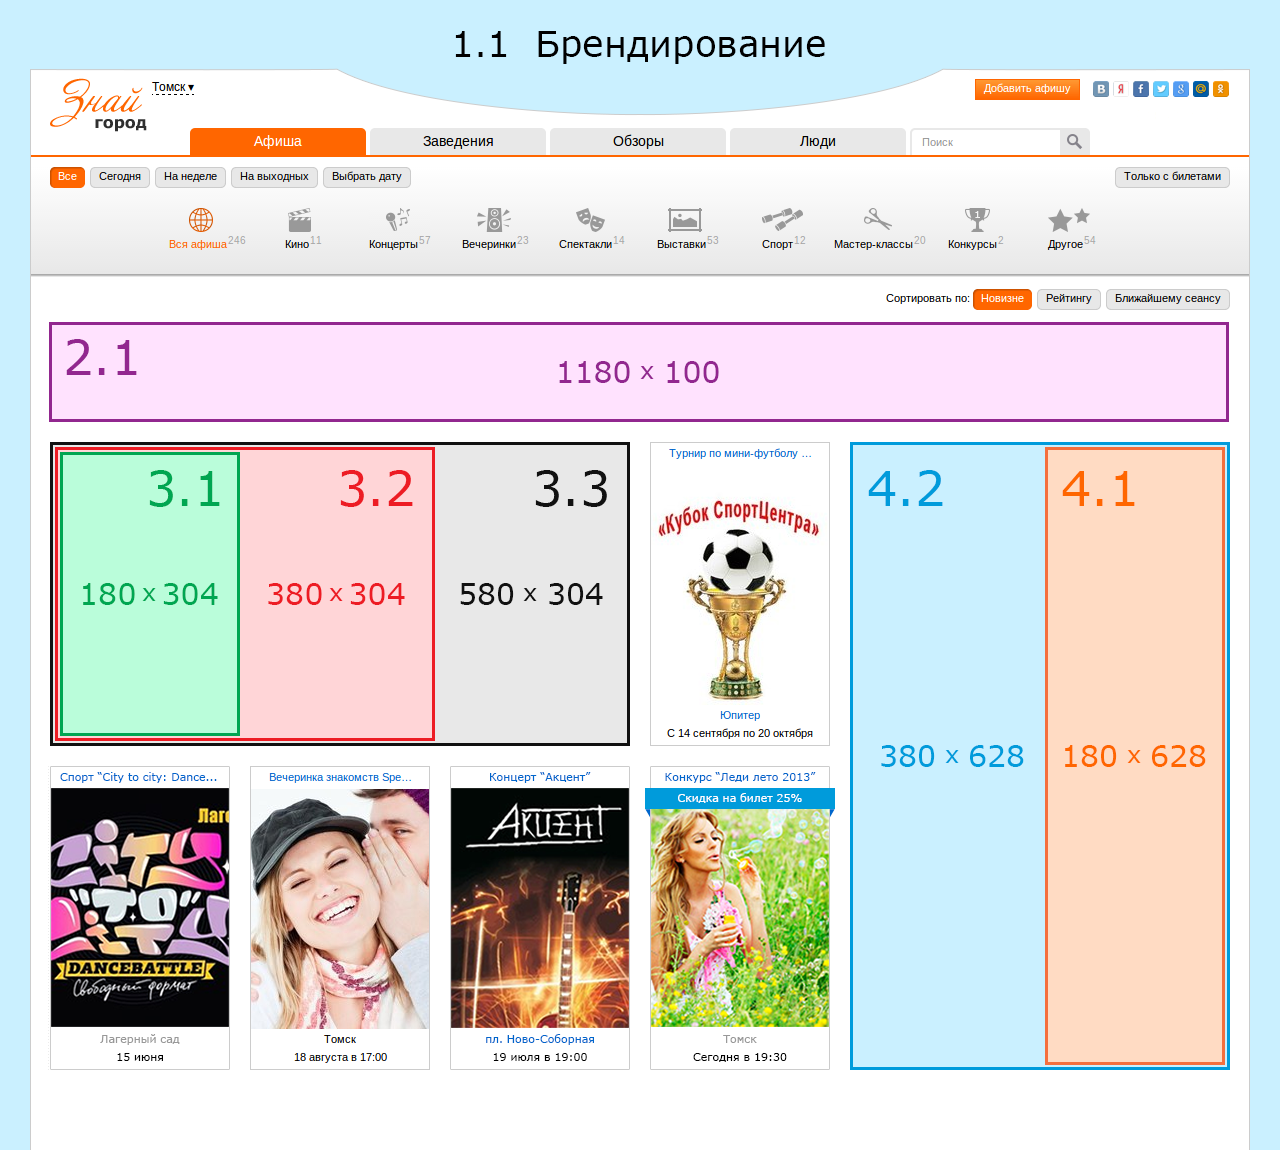 1.1 Брендирование
Знай
город
Томск ▾
Добавить афишу
Афиша
Заведения
Обзоры
Люди
Поиск
Все
Сегодня
На неделе
На выходных
Выбрать дату
Только с билетами
Вся афиша 246
Кино 11
Концерты 57
Вечеринки 23
Спектакли 14
Выставки 53
Спорт 12
Мастер-классы 20
Конкурсы 2
Другое 54
Сортировать по:
Новизне
Рейтингу
Ближайшему сеансу
2.1
1180 x 100
3.1
180 x 304
3.2
380 x 304
3.3
580 x 304
Турнир по мини-футболу ...
«Кубок СпортЦентра»
Юпитер
С 14 сентября по 20 октября
4.2
380 x 628
4.1
180 x 628
Спорт “City to city: Dance...
Лаге
CITY
"TO"
CITY
DANCEBATTLE
Свободный формат
Лагерный сад
15 июня
Вечеринка знакомств Spe...
Томск
18 августа в 17:00
Концерт “Акцент”
АКЦЕНТ
пл. Ново-Соборная
19 июля в 19:00
Конкурс “Леди лето 2013”
Скидка на билет 25%
Томск
Сегодня в 19:30